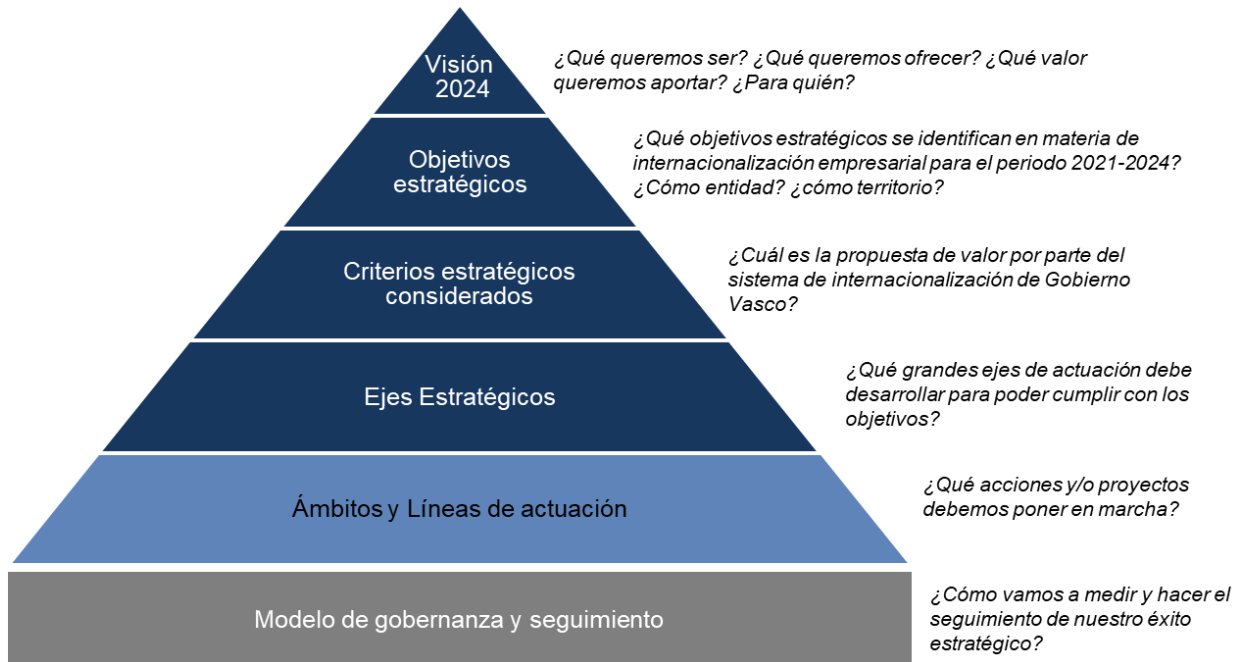 Visión
2024
¿Qué queremos ser? ¿Qué queremos ofrecer? ¿Qué valor
queremos aportar? ¿Para quién?
Objetivos
estratégicos
¿Qué objetivos estratégicos se identifican en materia de
internacionalización empresarial para el periodo 2021-2024?
¿Cómo entidad? ¿cómo territorio?
Criterios estratégicos
considerados
¿Cuál es la propuesta de valor por parte del
sistema de internacionalización de Gobierno
Vasco?
Ejes Estratégicos
¿Qué grandes ejes de actuación debe
desarrollar para poder cumplir con los
objetivos?
Ámbitos y Líneas de actuación
¿Qué acciones y/o proyectos
debemos poner en marcha?
Modelo de gobernanza y seguimiento
¿Cómo vamos a medir y hacer el
seguimiento de nuestro éxito
estratégico?